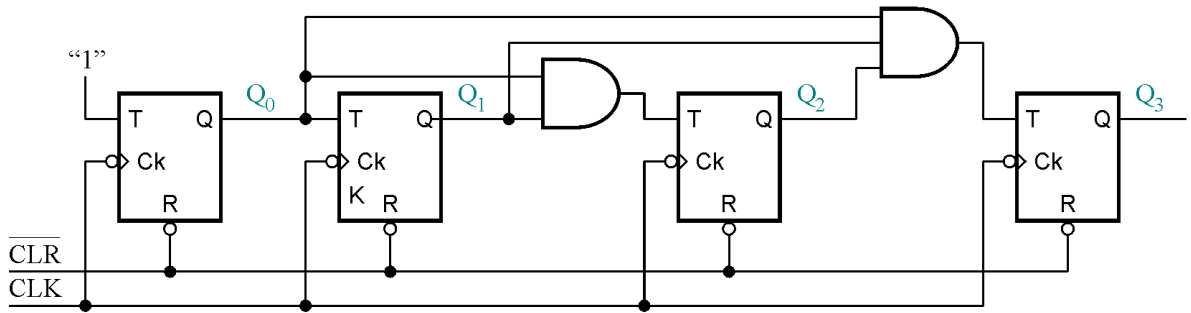 “1”
Q₀ Q₁ Q₂ Q₃
T Q T Q T Q T Q
Ck Ck Ck Ck
K
R R R R
CLR
CLK